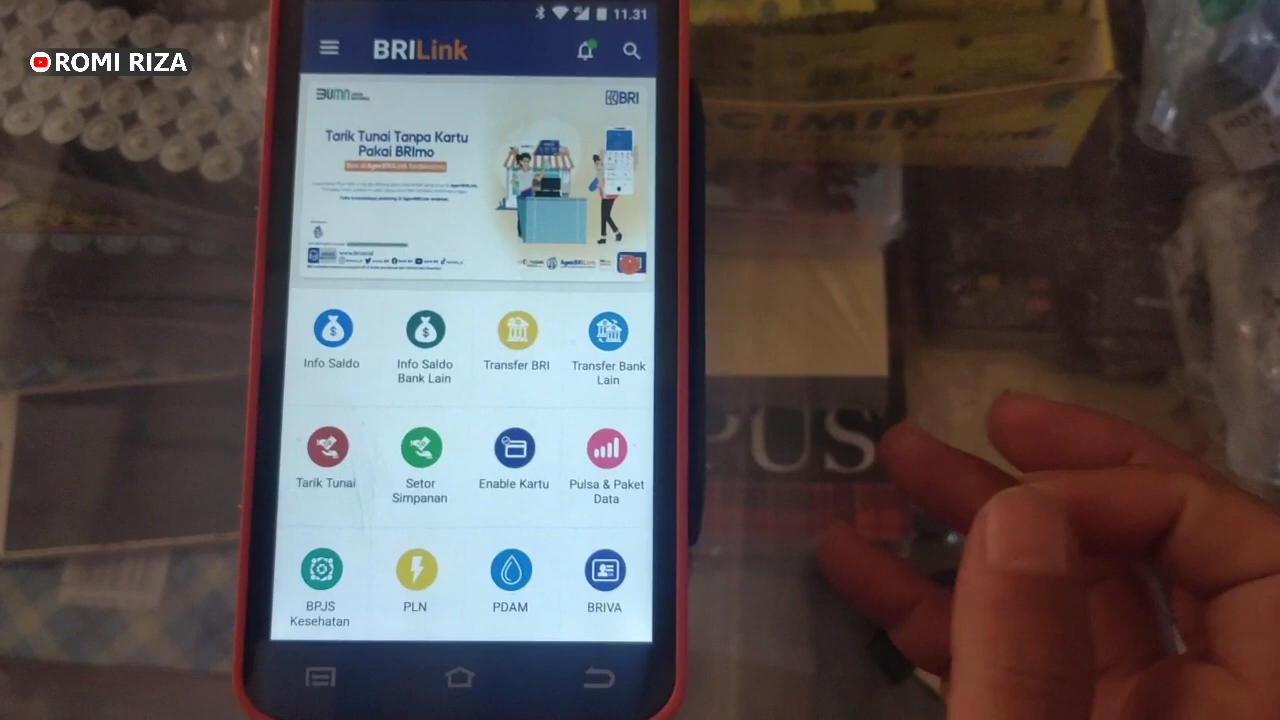 ROMI RIZA
11.31
BRILink
BUMN
BRI
Tarik Tunai Tanpa Kartu
Pakai BRImo
Info Saldo
Info Saldo
Bank Lain
Transfer BRI
Transfer Bank
Lain
Tarik Tunai
Setor
Simpanan
Enable Kartu
Pulsa & Paket
Data
BPJS
Kesehatan
PLN
PDAM
BRIVA
ACIMIN
PUS